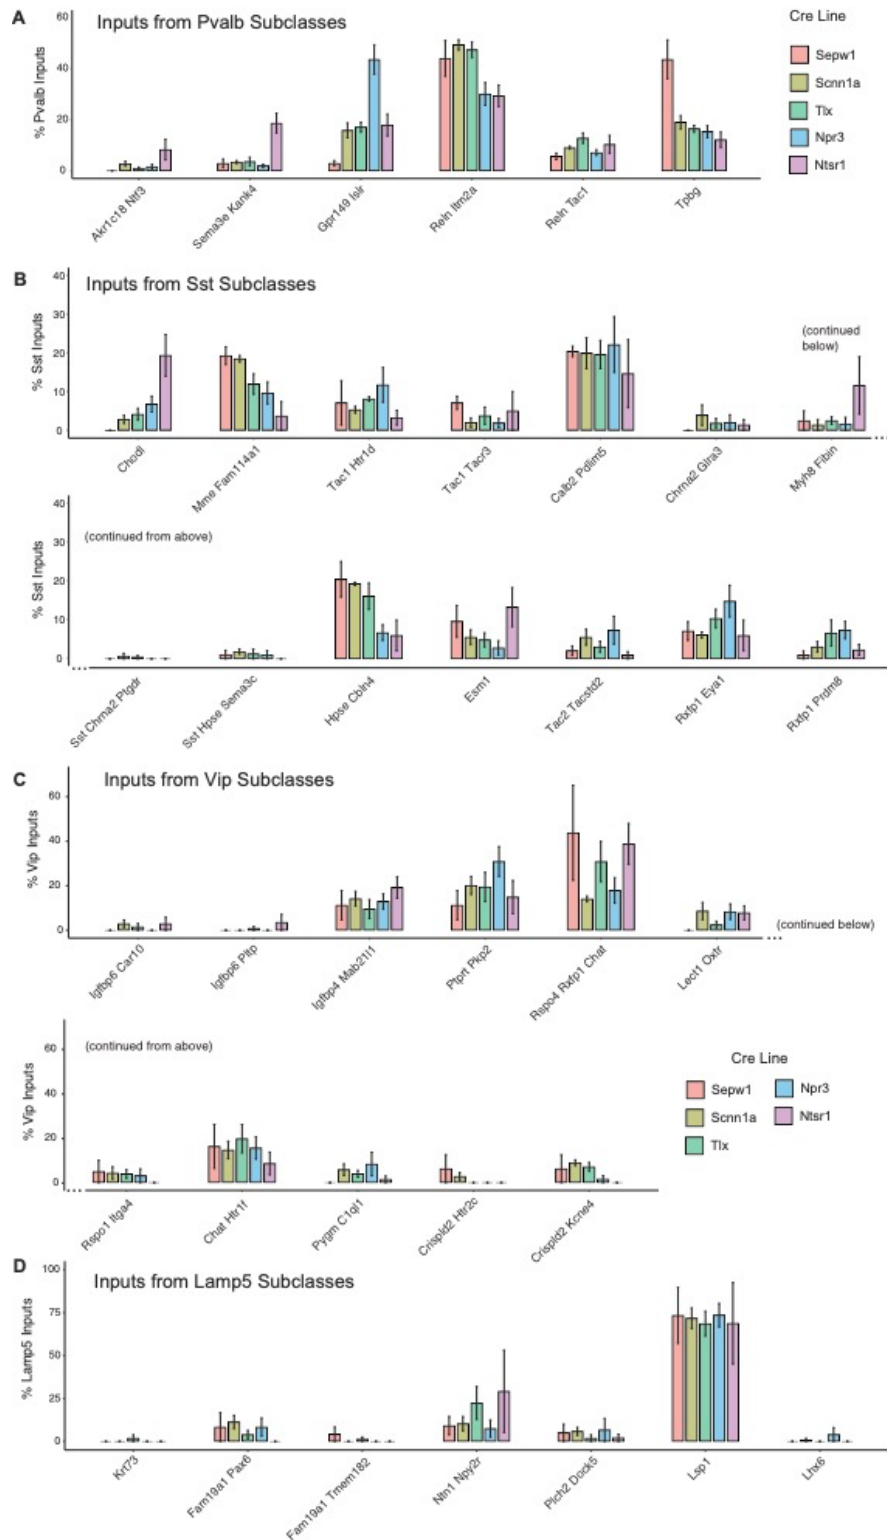 A
Inputs from Pvalb Subclasses
Cre Line
Sepw1
Scnn1a
Tlx
Npr3
Ntsr1
% Pvalb Inputs
60
40
20
0
Akr1c18 Ntf3
Sema3e Kank4
Gpr149 Islr
Reln Itm2a
Reln Tac1
Tpbg
B
Inputs from Sst Subclasses
% Sst Inputs
40
30
20
10
0
(continued
below)
...
Chodl
Mme Fam114a1
Tac1 Htr1d
Tac1 Tacr3
Calb2 Pdlim5
Chrna2 Glra3
Myh8 Fibin
(continued from above)
% Sst Inputs
40
30
20
10
0
...
Sst Chrna2 Ptgdr
Sst Hpse Sema3c
Hpse Cbln4
Esm1
Tac2 Tacstd2
Rxfp1 Eya1
Rxfp1 Prdm8
C
Inputs from Vip Subclasses
% Vip Inputs
60
40
20
0
... (continued below)
Igfbp6 Car10
Igfbp6 Pltp
Igfbp4 Mab21l1
Ptprt Pkp2
Rspo4 Rxfp1 Chat
Lect1 Oxtr
(continued from above)
% Vip Inputs
60
40
20
0
...
Cre Line
Sepw1
Npr3
Scnn1a
Ntsr1
Tlx
Rspo1 Itga4
Chat Htr1f
Pygm C1ql1
Crispld2 Htr2c
Crispld2 Kcne4
D
Inputs from Lamp5 Subclasses
% Lamp5 Inputs
100
75
50
25
0
Krt73
Fam19a1 Pax6
Fam19a1 Tmem182
Ntn1 Npy2r
Plch2 Dock5
Lsp1
Lhx6